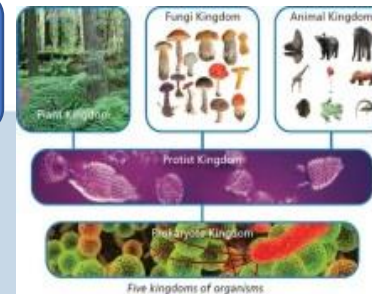 Fungi Kingdom
Animal Kingdom
Plant Kingdom
Protist Kingdom
Prokaryote Kingdom
Five kingdoms of organisms